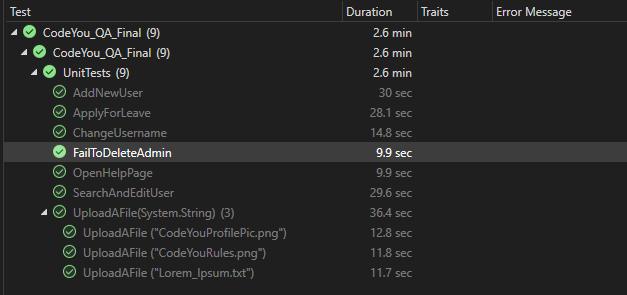 Test Duration Traits Error Message
CodeYou_QA_Final (9) 2.6 min
CodeYou_QA_Final (9) 2.6 min
UnitTests (9) 2.6 min
AddNewUser 30 sec
ApplyForLeave 28.1 sec
ChangeUsername 14.8 sec
FailToDeleteAdmin 9.9 sec
OpenHelpPage 9.9 sec
SearchAndEditUser 29.6 sec
UploadAFile(System.String) (3) 36.4 sec
UploadAFile ("CodeYouProfilePic.png") 12.8 sec
UploadAFile ("CodeYouRules.png") 11.8 sec
UploadAFile ("Lorem_Ipsum.txt") 11.7 sec